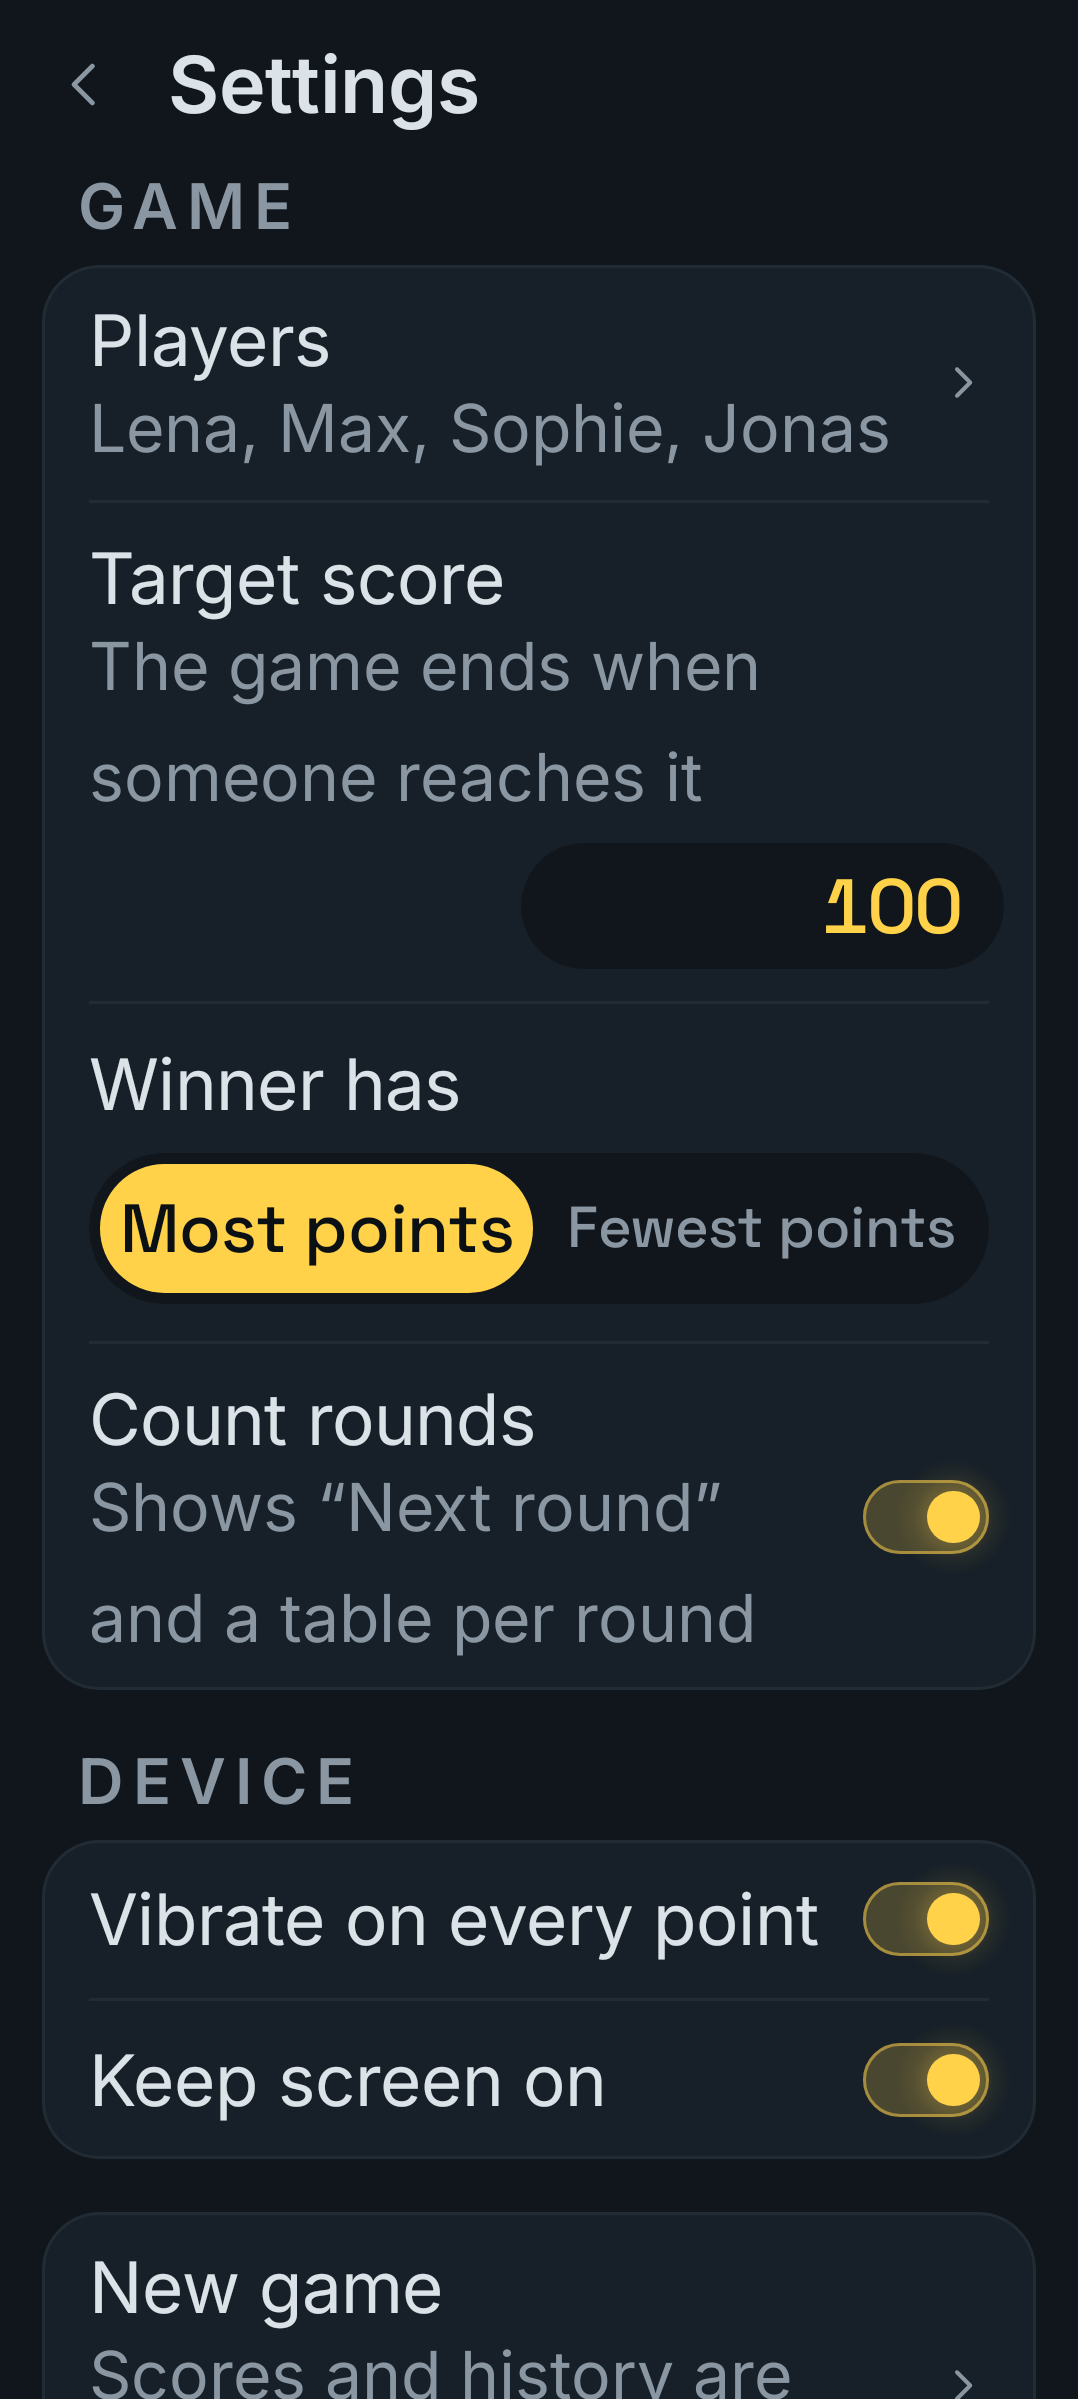 Settings
GAME
Players
Lena, Max, Sophie, Jonas
Target score
The game ends when
someone reaches it
100
Winner has
Most points
Fewest points
Count rounds
Shows “Next round”
and a table per round
DEVICE
Vibrate on every point
Keep screen on
New game
Scores and history are